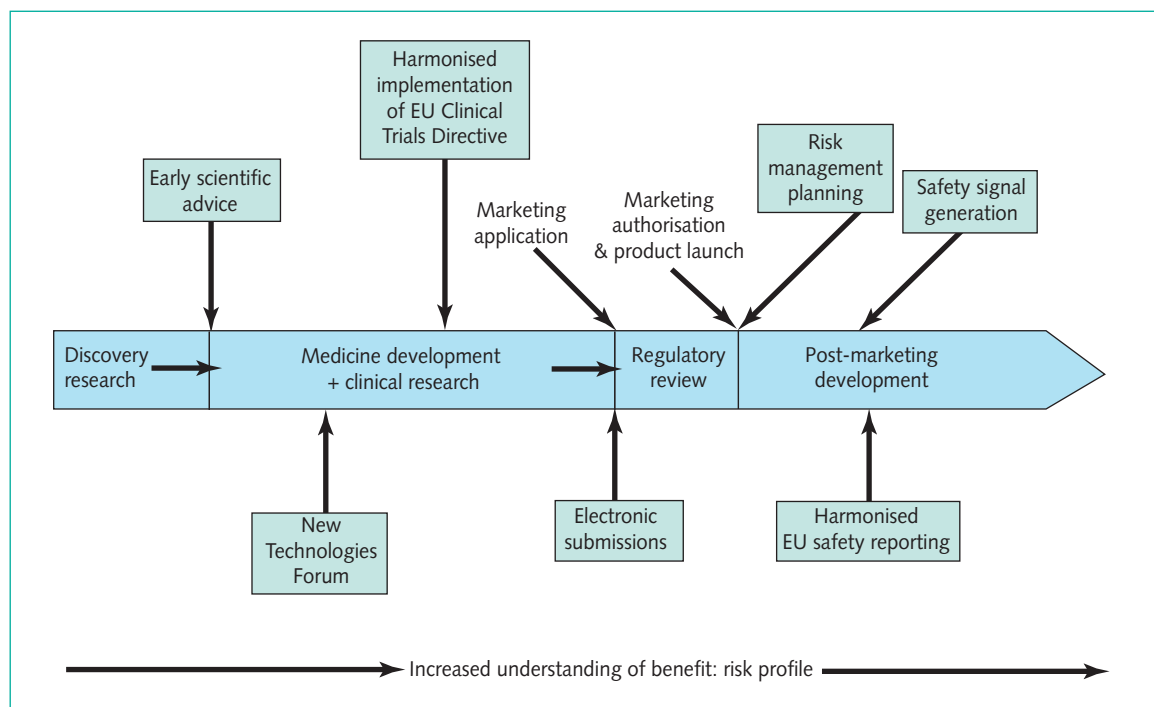 Harmonised
implementation
of EU Clinical
Trials Directive
Early scientific
advice
Marketing
application
Marketing
authorisation
& product launch
Risk
management
planning
Safety signal
generation
Discovery
research
Medicine development
+ clinical research
Regulatory
review
Post-marketing
development
New
Technologies
Forum
Electronic
submissions
Harmonised
EU safety reporting
Increased understanding of benefit: risk profile